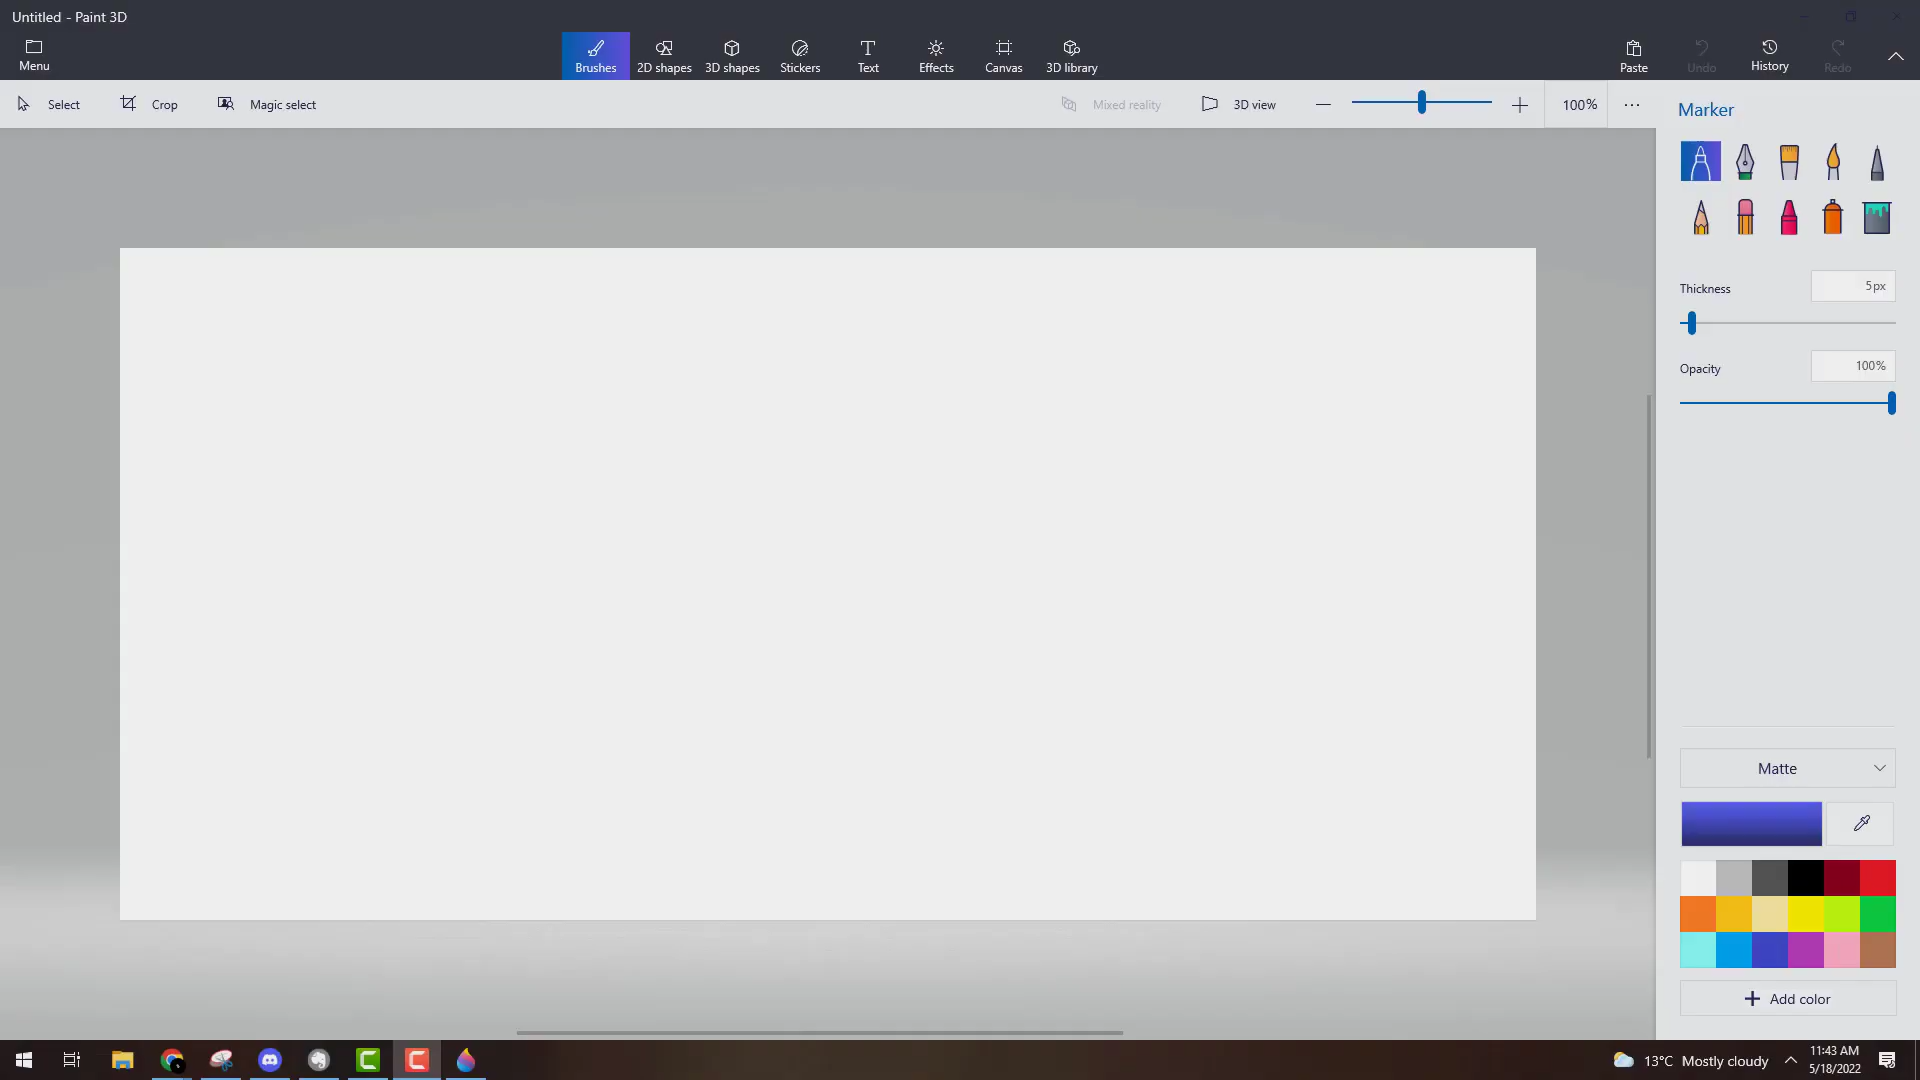 Untitled - Paint 3D
Menu
Brushes
2D shapes
3D shapes
Stickers
Text
Effects
Canvas
3D library
Paste
Undo
History
Redo
Select
Crop
Magic select
Mixed reality
3D view
100%
Marker
Thickness
5px
Opacity
100%
Matte
Add color
13°C Mostly cloudy
11:43 AM
5/18/2022